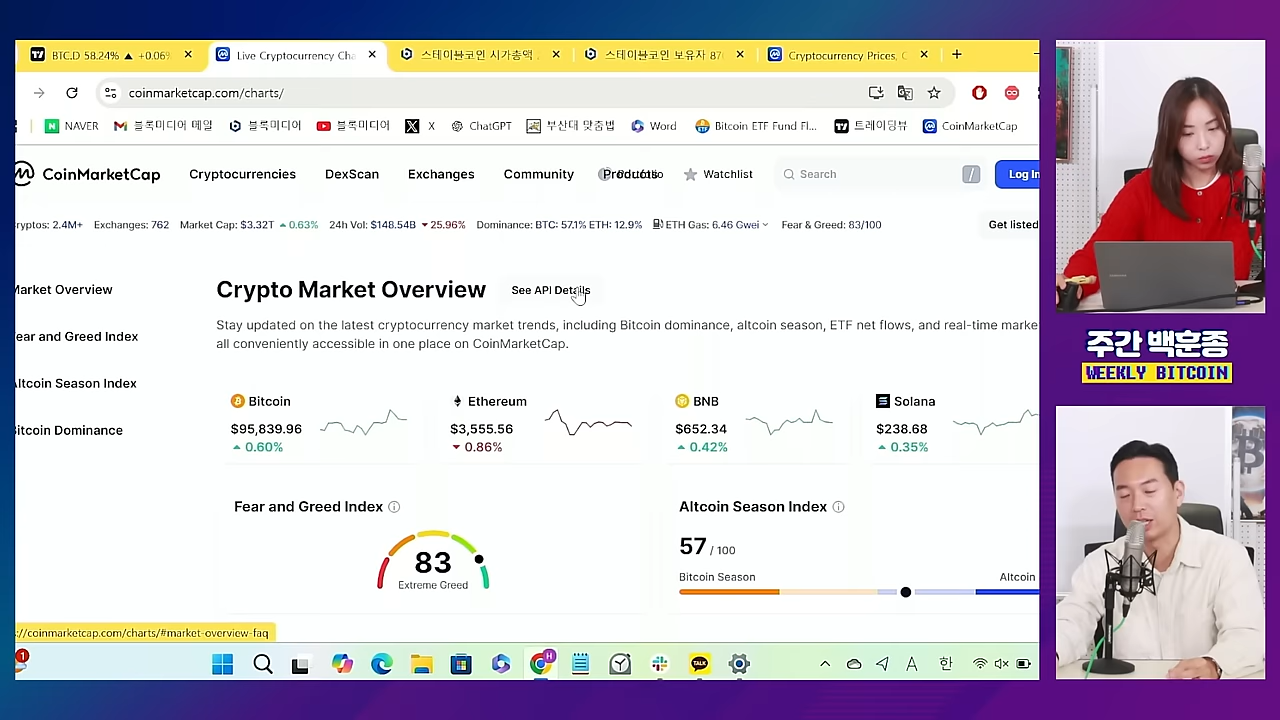 BTC.D 58.24% ▲ +0.06%
Live Cryptocurrency Cha
스테이블코인 시가총액
스테이블코인 보유자 87
Cryptocurrency Prices, C
coinmarketcap.com/charts/
NAVER
블록미디어 메일
블록미디어
블록미디어
X
ChatGPT
부산대 맞춤법
Word
Bitcoin ETF Fund Fl...
트레이딩뷰
CoinMarketCap
CoinMarketCap
Cryptocurrencies
DexScan
Exchanges
Community
Products
Watchlist
Search
/
Log In
ryptos: 2.4M+ Exchanges: 762 Market Cap: $3.32T ▲ 0.63% 24h Vol: $148.54B ▼ 25.96% Dominance: BTC: 57.1% ETH: 12.9% ETH Gas: 6.46 Gwei Fear & Greed: 83/100
Get listed
Market Overview
ear and Greed Index
Altcoin Season Index
Bitcoin Dominance
Crypto Market Overview
See API Details
Stay updated on the latest cryptocurrency market trends, including Bitcoin dominance, altcoin season, ETF net flows, and real-time marke
all conveniently accessible in one place on CoinMarketCap.
Bitcoin
$95,839.96
▲ 0.60%
Ethereum
$3,555.56
▼ 0.86%
BNB
$652.34
▲ 0.42%
Solana
$238.68
▲ 0.35%
Fear and Greed Index
83
Extreme Greed
Altcoin Season Index
57 / 100
Bitcoin Season
Altcoin
://coinmarketcap.com/charts/#market-overview-faq
1
H
TALK
A
한
주간 백훈종
WEEKLY BITCOIN